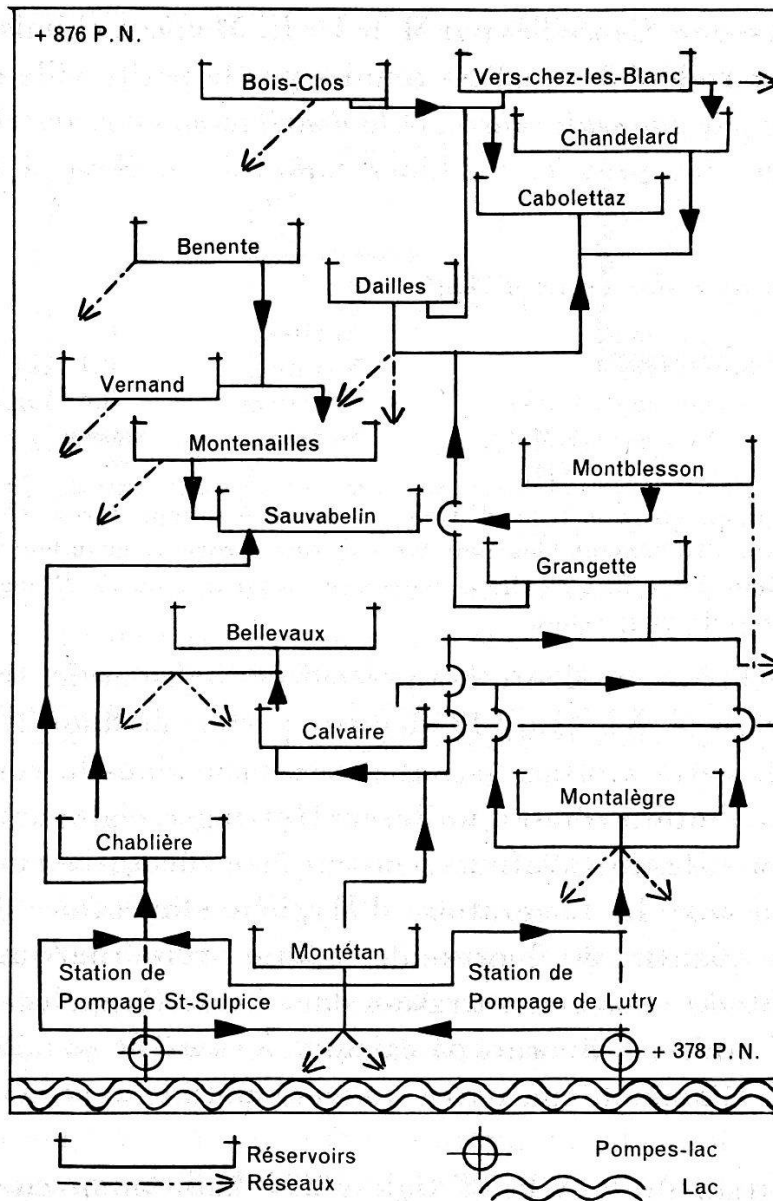 + 876 P.N.
Bois-Clos
Vers-chez-les-Blanc
Chandelard
Cabolettaz
Benente
Dailles
Vernand
Montenailles
Montblesson
Sauvabelin
Grangette
Bellevaux
Calvaire
Montalègre
Chablière
Montétan
Station de
Pompage St-Sulpice
Station de
Pompage de Lutry
+ 378 P.N.
Réservoirs
Réseaux
Pompes-lac
Lac